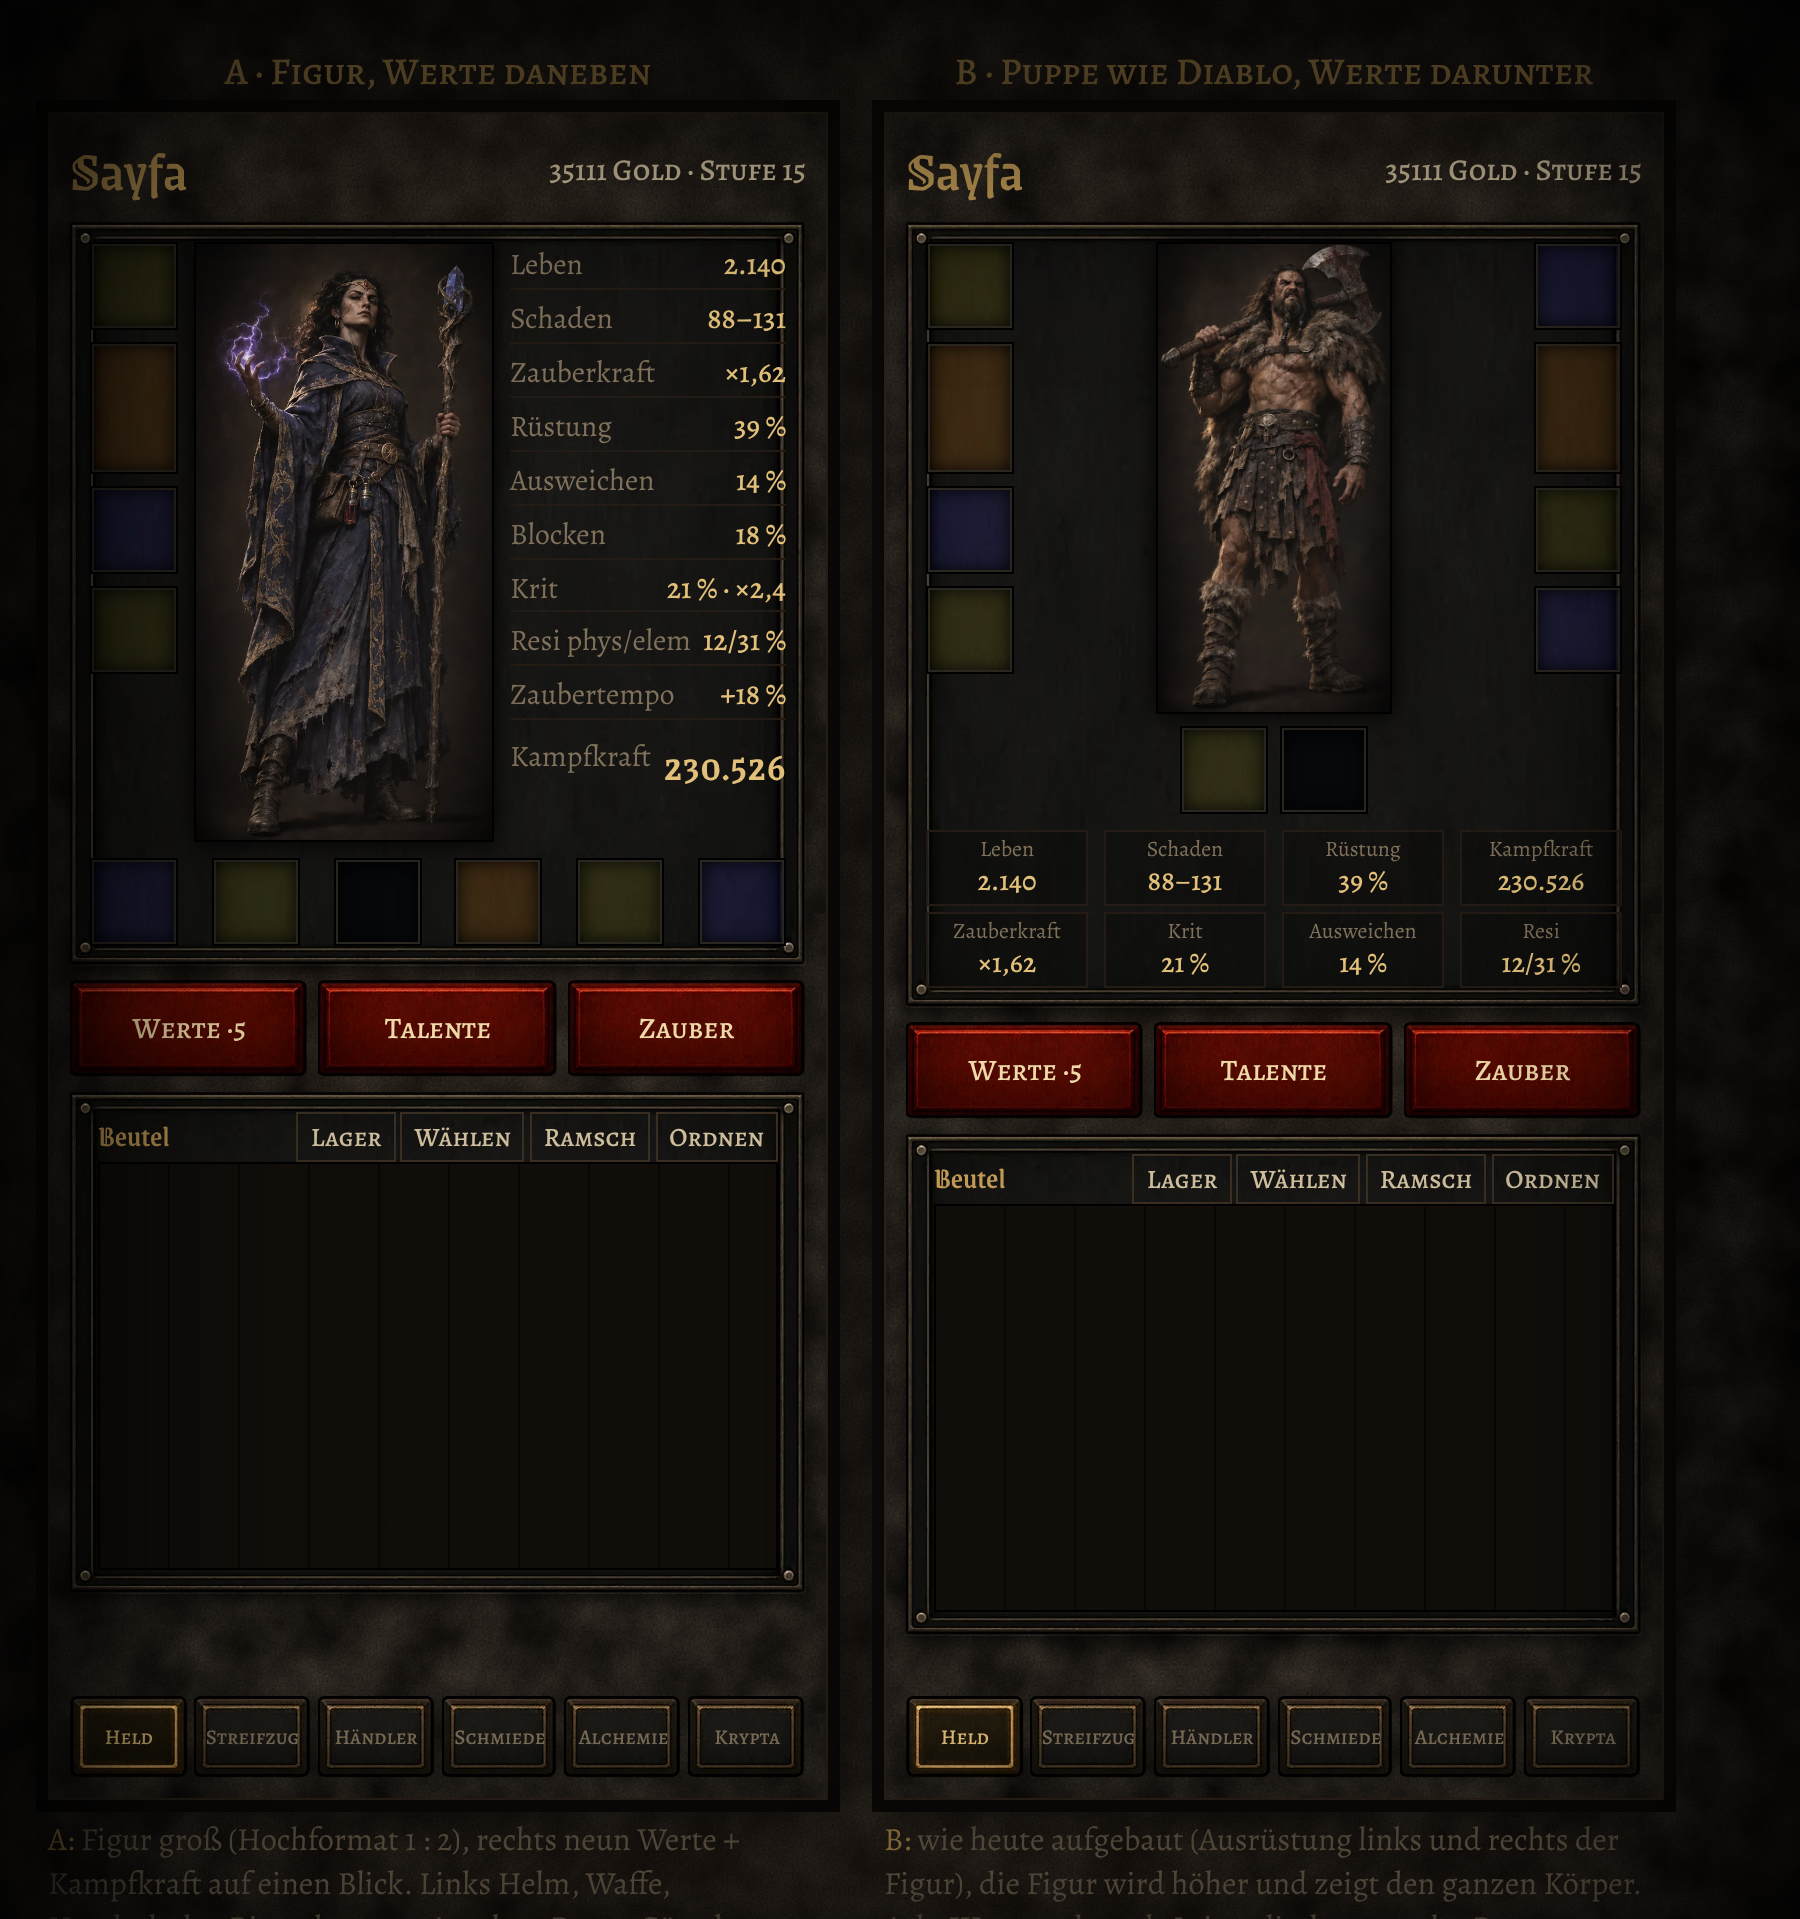 A · Figur, Werte daneben
Sayfa
35111 Gold · Stufe 15
Leben 2.140
Schaden 88–131
Zauberkraft ×1,62
Rüstung 39 %
Ausweichen 14 %
Blocken 18 %
Krit 21 % · ×2,4
Resi phys/elem 12/31 %
Zaubertempo +18 %
Kampfkraft 230.526
Werte ·5
Talente
Zauber
Beutel
Lager
Wählen
Ramsch
Ordnen
Held
Streifzug
Händler
Schmiede
Alchemie
Krypta
A: Figur groß (Hochformat 1 : 2), rechts neun Werte +
Kampfkraft auf einen Blick. Links Helm, Waffe,
B · Puppe wie Diablo, Werte darunter
Sayfa
35111 Gold · Stufe 15
Leben
2.140
Schaden
88–131
Rüstung
39 %
Kampfkraft
230.526
Zauberkraft
×1,62
Krit
21 %
Ausweichen
14 %
Resi
12/31 %
Werte ·5
Talente
Zauber
Beutel
Lager
Wählen
Ramsch
Ordnen
Held
Streifzug
Händler
Schmiede
Alchemie
Krypta
B: wie heute aufgebaut (Ausrüstung links und rechts der
Figur), die Figur wird höher und zeigt den ganzen Körper.